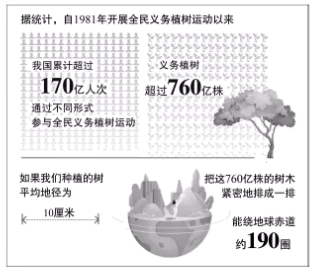 据统计，自1981年开展全民义务植树运动以来
我国累计超过
170亿人次
通过不同形式
参与全民义务植树运动
义务植树
超过760亿株
如果我们种植的树
平均地径为
10厘米
把这760亿株的树木
紧密地排成一排
能绕地球赤道
约190圈